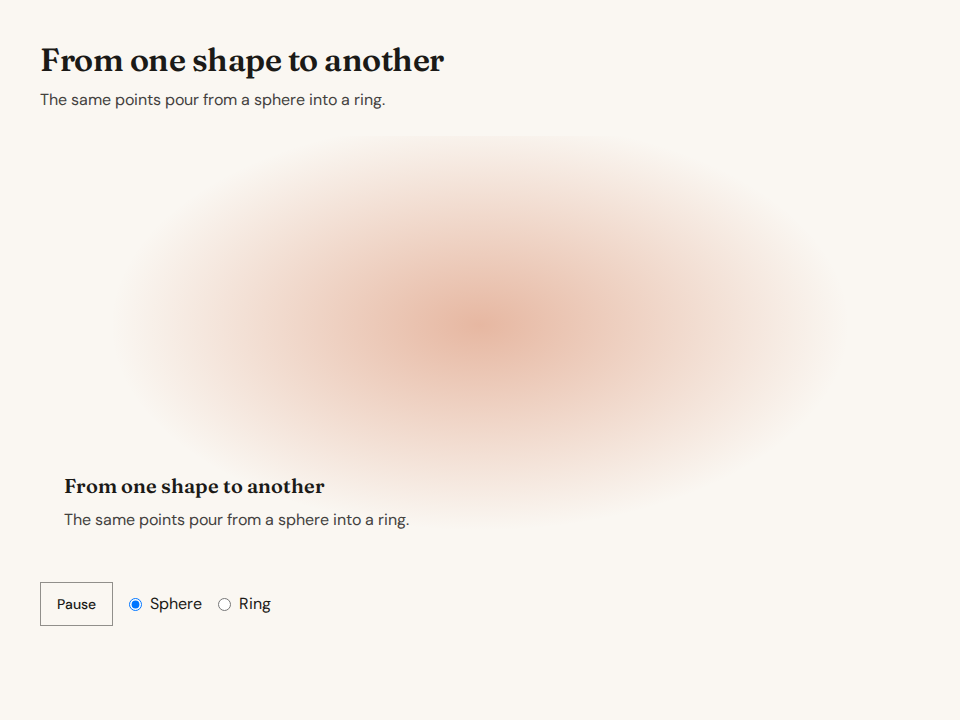 From one shape to another
The same points pour from a sphere into a ring.
From one shape to another
The same points pour from a sphere into a ring.
Pause Sphere Ring